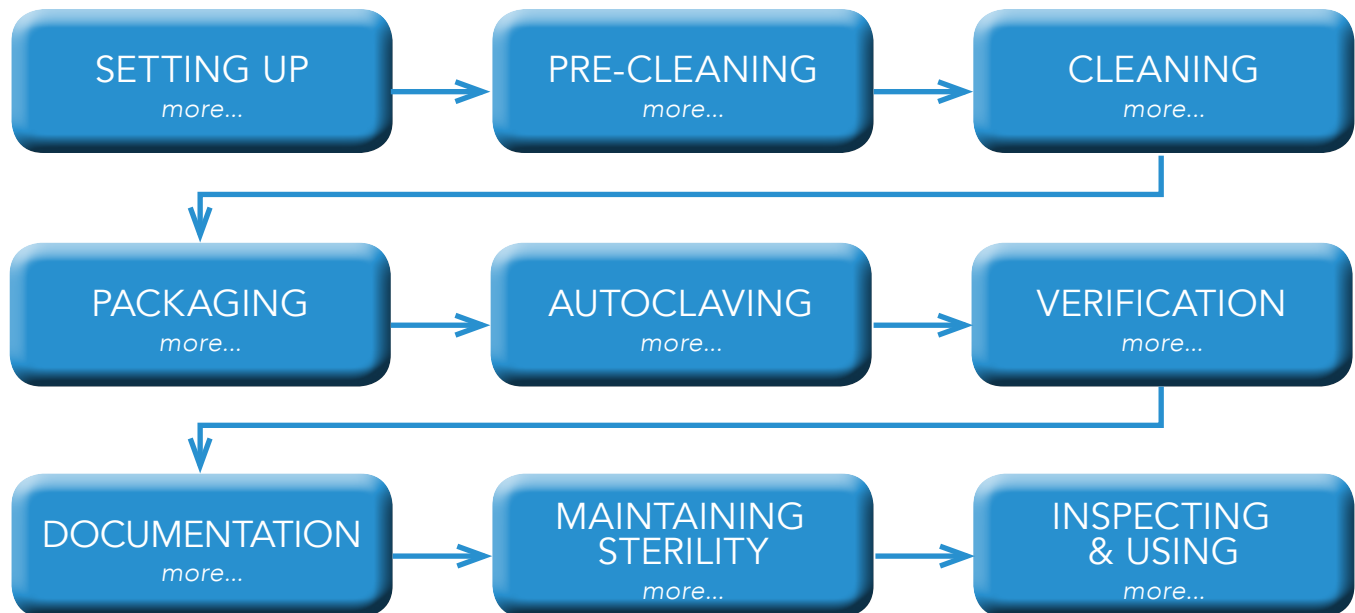 SETTING UP
more...
PRE-CLEANING
more...
CLEANING
more...
PACKAGING
more...
AUTOCLAVING
more...
VERIFICATION
more...
DOCUMENTATION
more...
MAINTAINING
STERILITY
more...
INSPECTING
& USING
more...